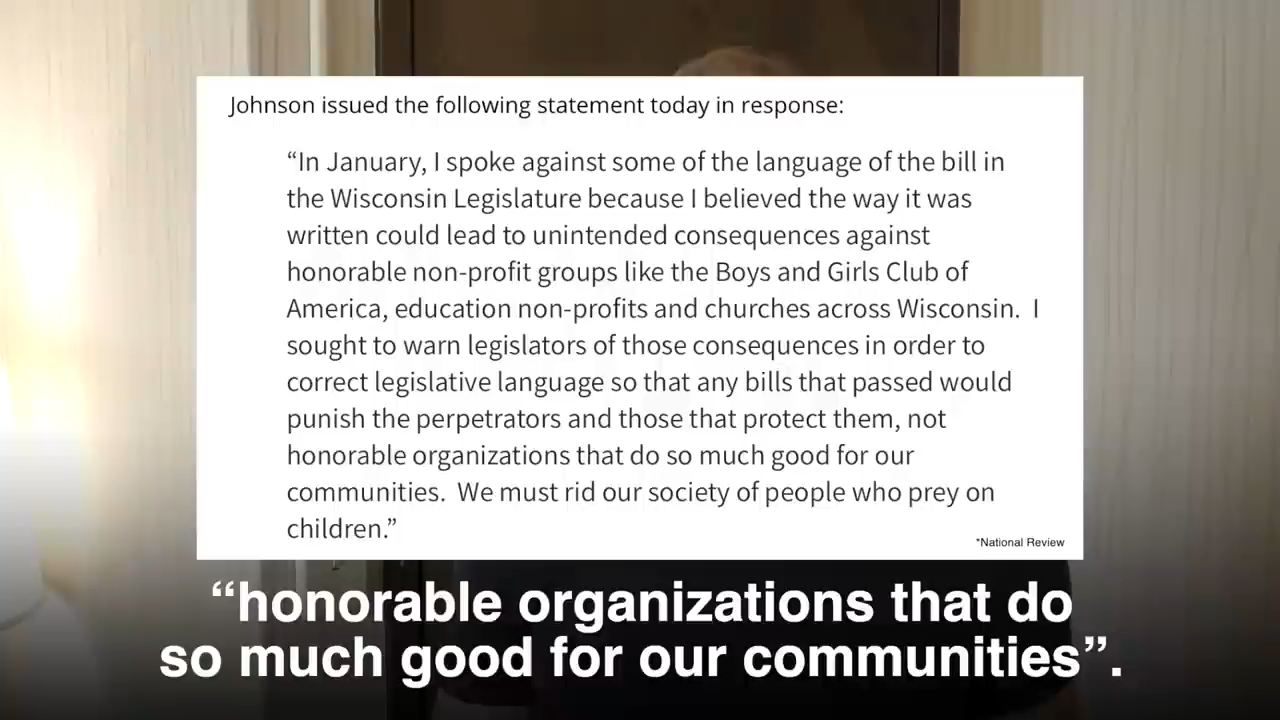 Johnson issued the following statement today in response:
“In January, I spoke against some of the language of the bill in
the Wisconsin Legislature because I believed the way it was
written could lead to unintended consequences against
honorable non-profit groups like the Boys and Girls Club of
America, education non-profits and churches across Wisconsin.  I
sought to warn legislators of those consequences in order to
correct legislative language so that any bills that passed would
punish the perpetrators and those that protect them, not
honorable organizations that do so much good for our
communities.  We must rid our society of people who prey on
children.”
*National Review
“honorable organizations that do
so much good for our communities”.